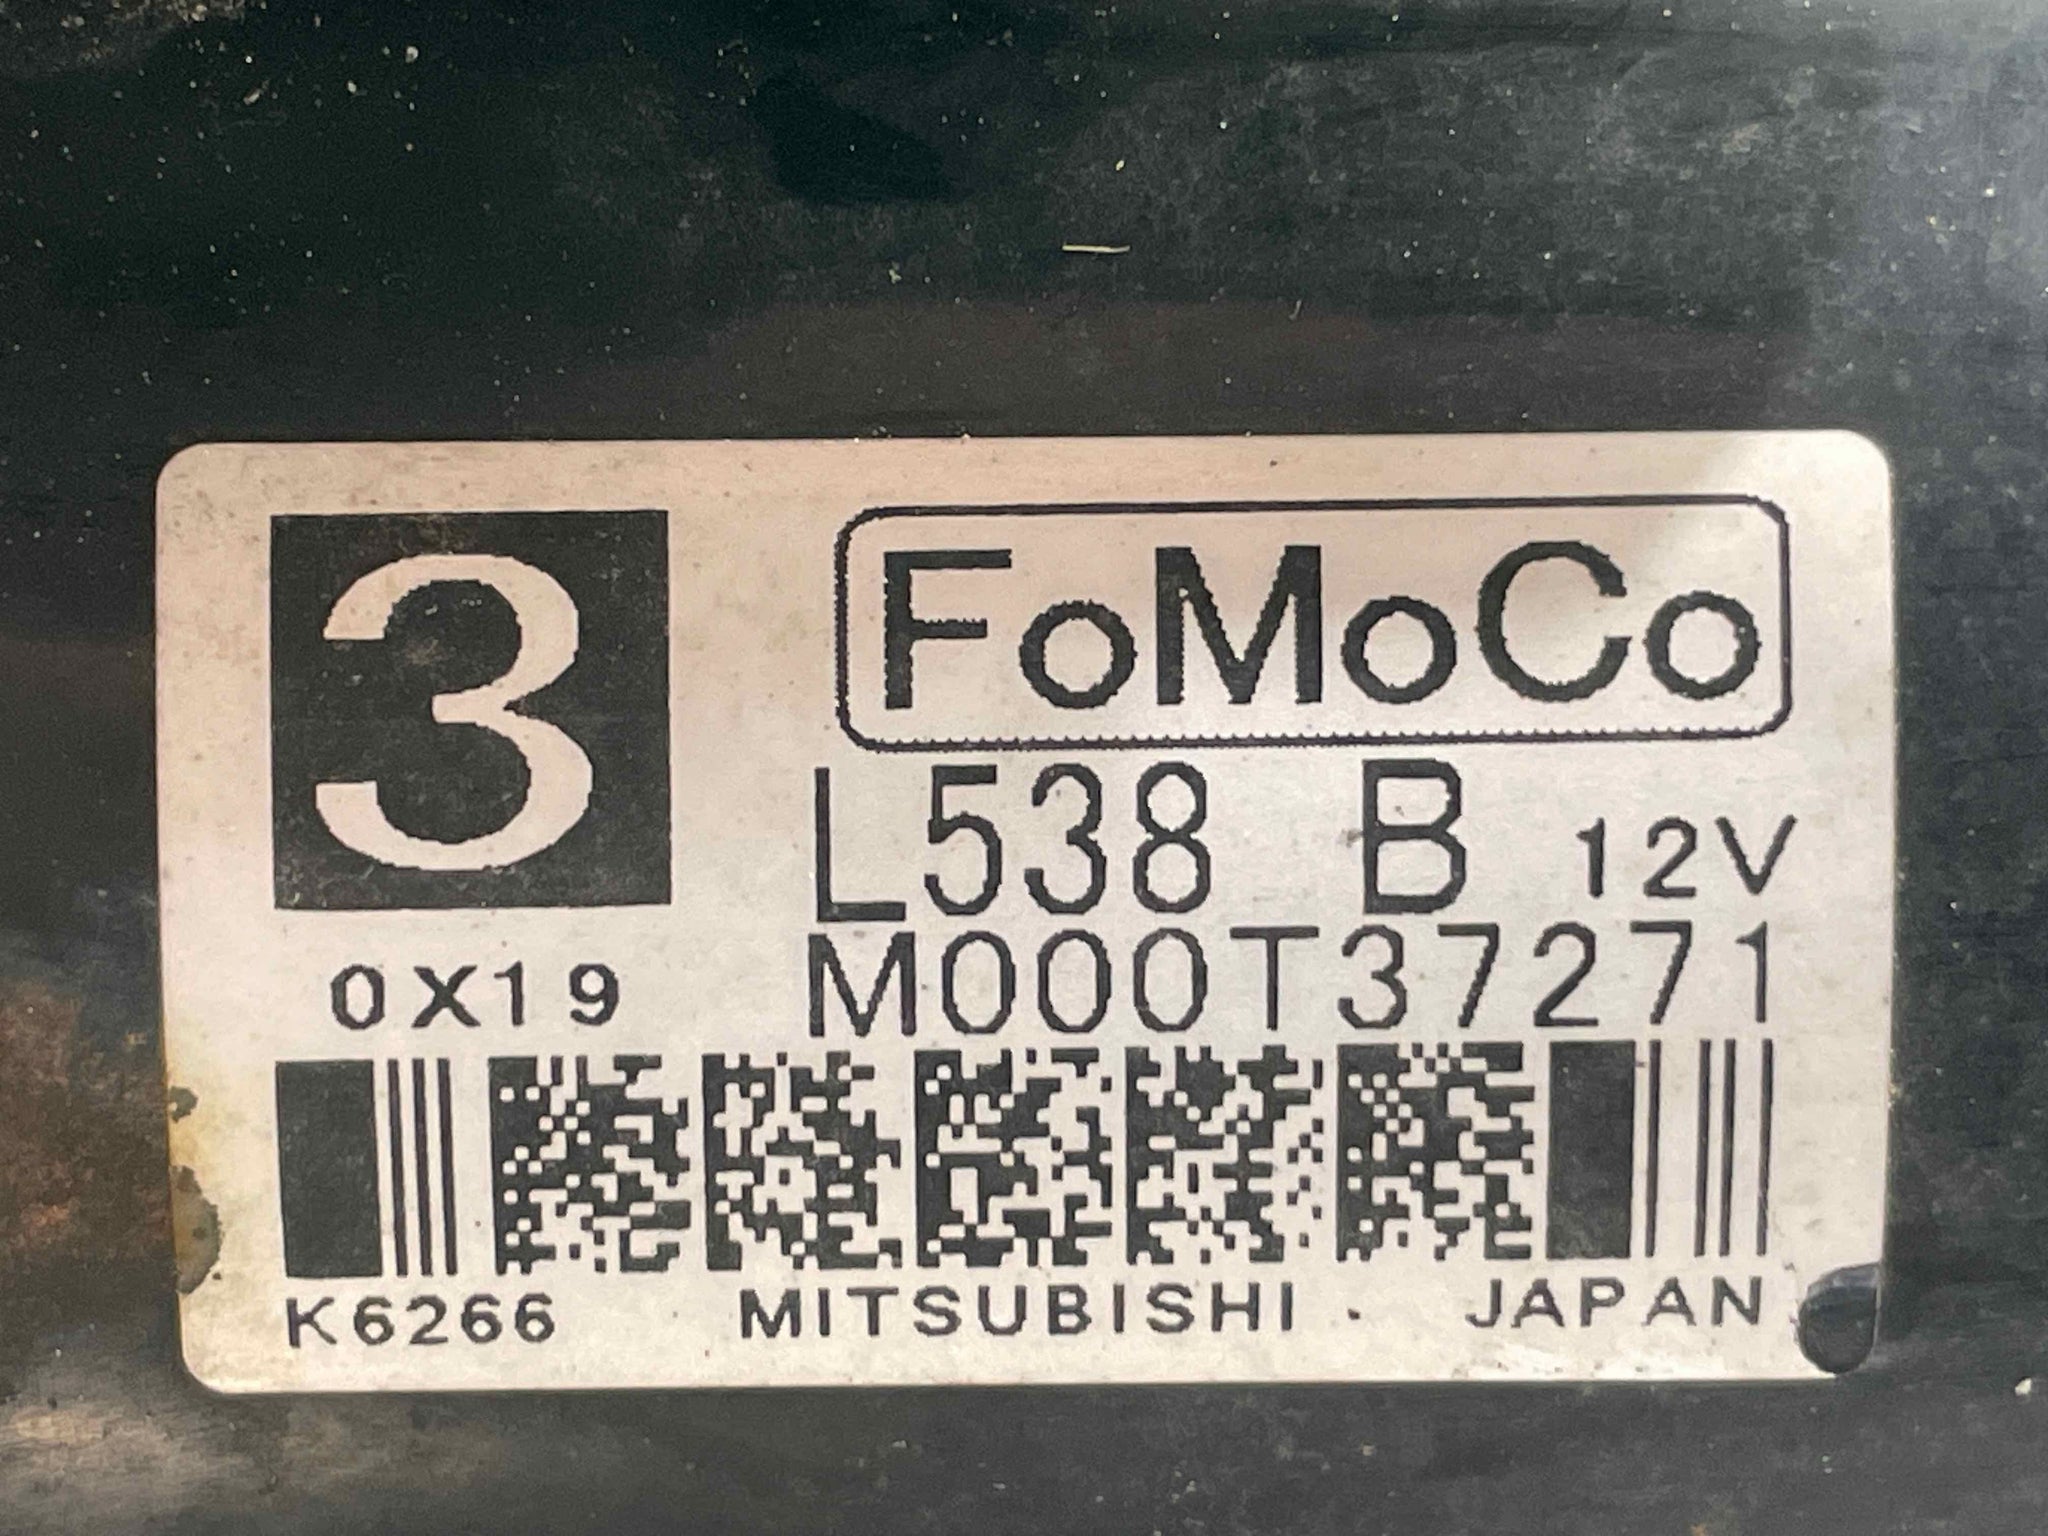 3
FoMoCo
L538 B 12V
0X19 M000T37271
K6266 MITSUBISHI . JAPAN